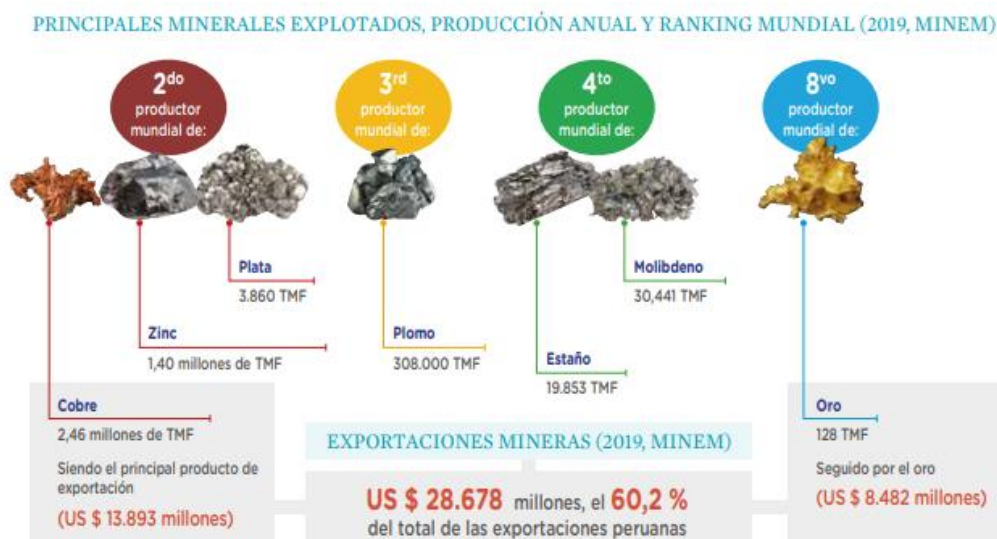 PRINCIPALES MINERALES EXPLOTADOS, PRODUCCIÓN ANUAL Y RANKING MUNDIAL (2019, MINEM)
2do
productor
mundial de:
3rd
productor
mundial de:
4to
productor
mundial de:
8vo
productor
mundial de:
Plata
3.860 TMF
Molibdeno
30,441 TMF
Zinc
1,40 millones de TMF
Plomo
308.000 TMF
Estaño
19.853 TMF
Cobre
2,46 millones de TMF
Siendo el principal producto de
exportación
(US $ 13.893 millones)
EXPORTACIONES MINERAS (2019, MINEM)
US $ 28.678 millones, el 60,2 %
del total de las exportaciones peruanas
Oro
128 TMF
Seguido por el oro
(US $ 8.482 millones)